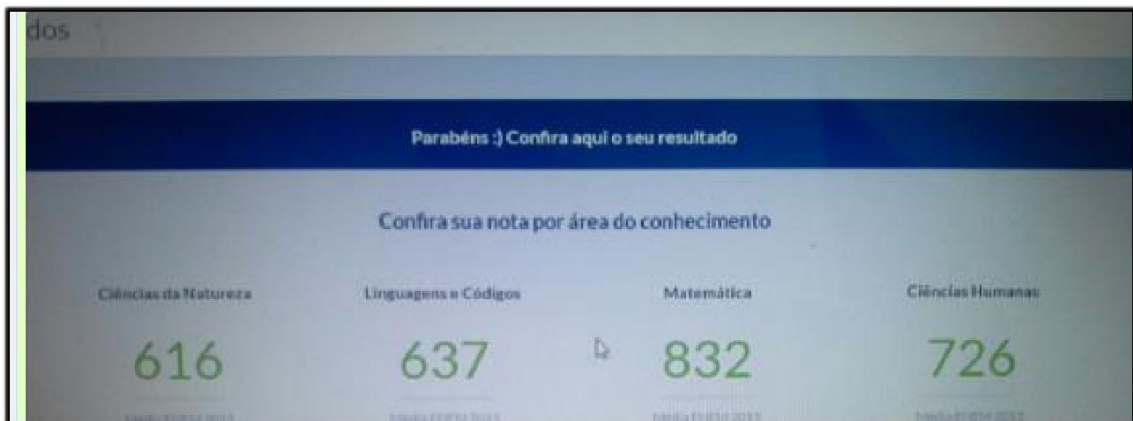 dos
Parabéns :) Confira aqui o seu resultado
Confira sua nota por área do conhecimento
Ciências da Natureza Linguagens e Códigos Matemática Ciências Humanas
616 637 832 726